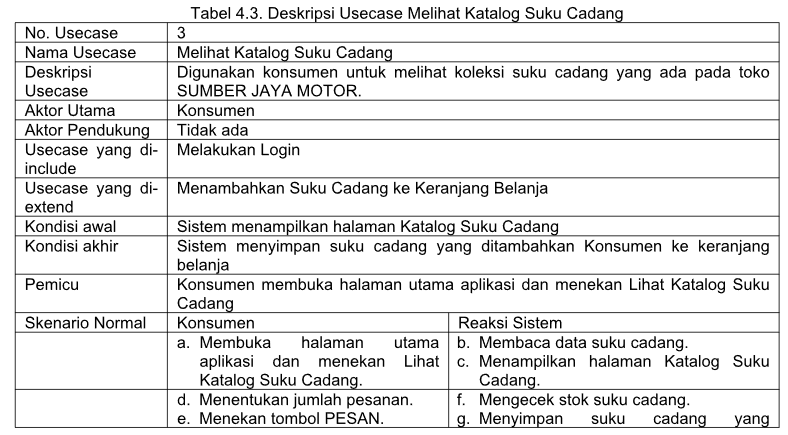 Tabel 4.3. Deskripsi Usecase Melihat Katalog Suku Cadang
No. Usecase 3
Nama Usecase Melihat Katalog Suku Cadang
Deskripsi Digunakan konsumen untuk melihat koleksi suku cadang yang ada pada toko
Usecase SUMBER JAYA MOTOR.
Aktor Utama Konsumen
Aktor Pendukung Tidak ada
Usecase yang di- Melakukan Login
include
Usecase yang di- Menambahkan Suku Cadang ke Keranjang Belanja
extend
Kondisi awal Sistem menampilkan halaman Katalog Suku Cadang
Kondisi akhir Sistem menyimpan suku cadang yang ditambahkan Konsumen ke keranjang
belanja
Pemicu Konsumen membuka halaman utama aplikasi dan menekan Lihat Katalog Suku
Cadang
Skenario Normal Konsumen Reaksi Sistem
a. Membuka halaman utama
aplikasi dan menekan Lihat
Katalog Suku Cadang.
b. Membaca data suku cadang.
c. Menampilkan halaman Katalog Suku
Cadang.
d. Menentukan jumlah pesanan.
e. Menekan tombol PESAN.
f. Mengecek stok suku cadang.
g. Menyimpan suku cadang yang